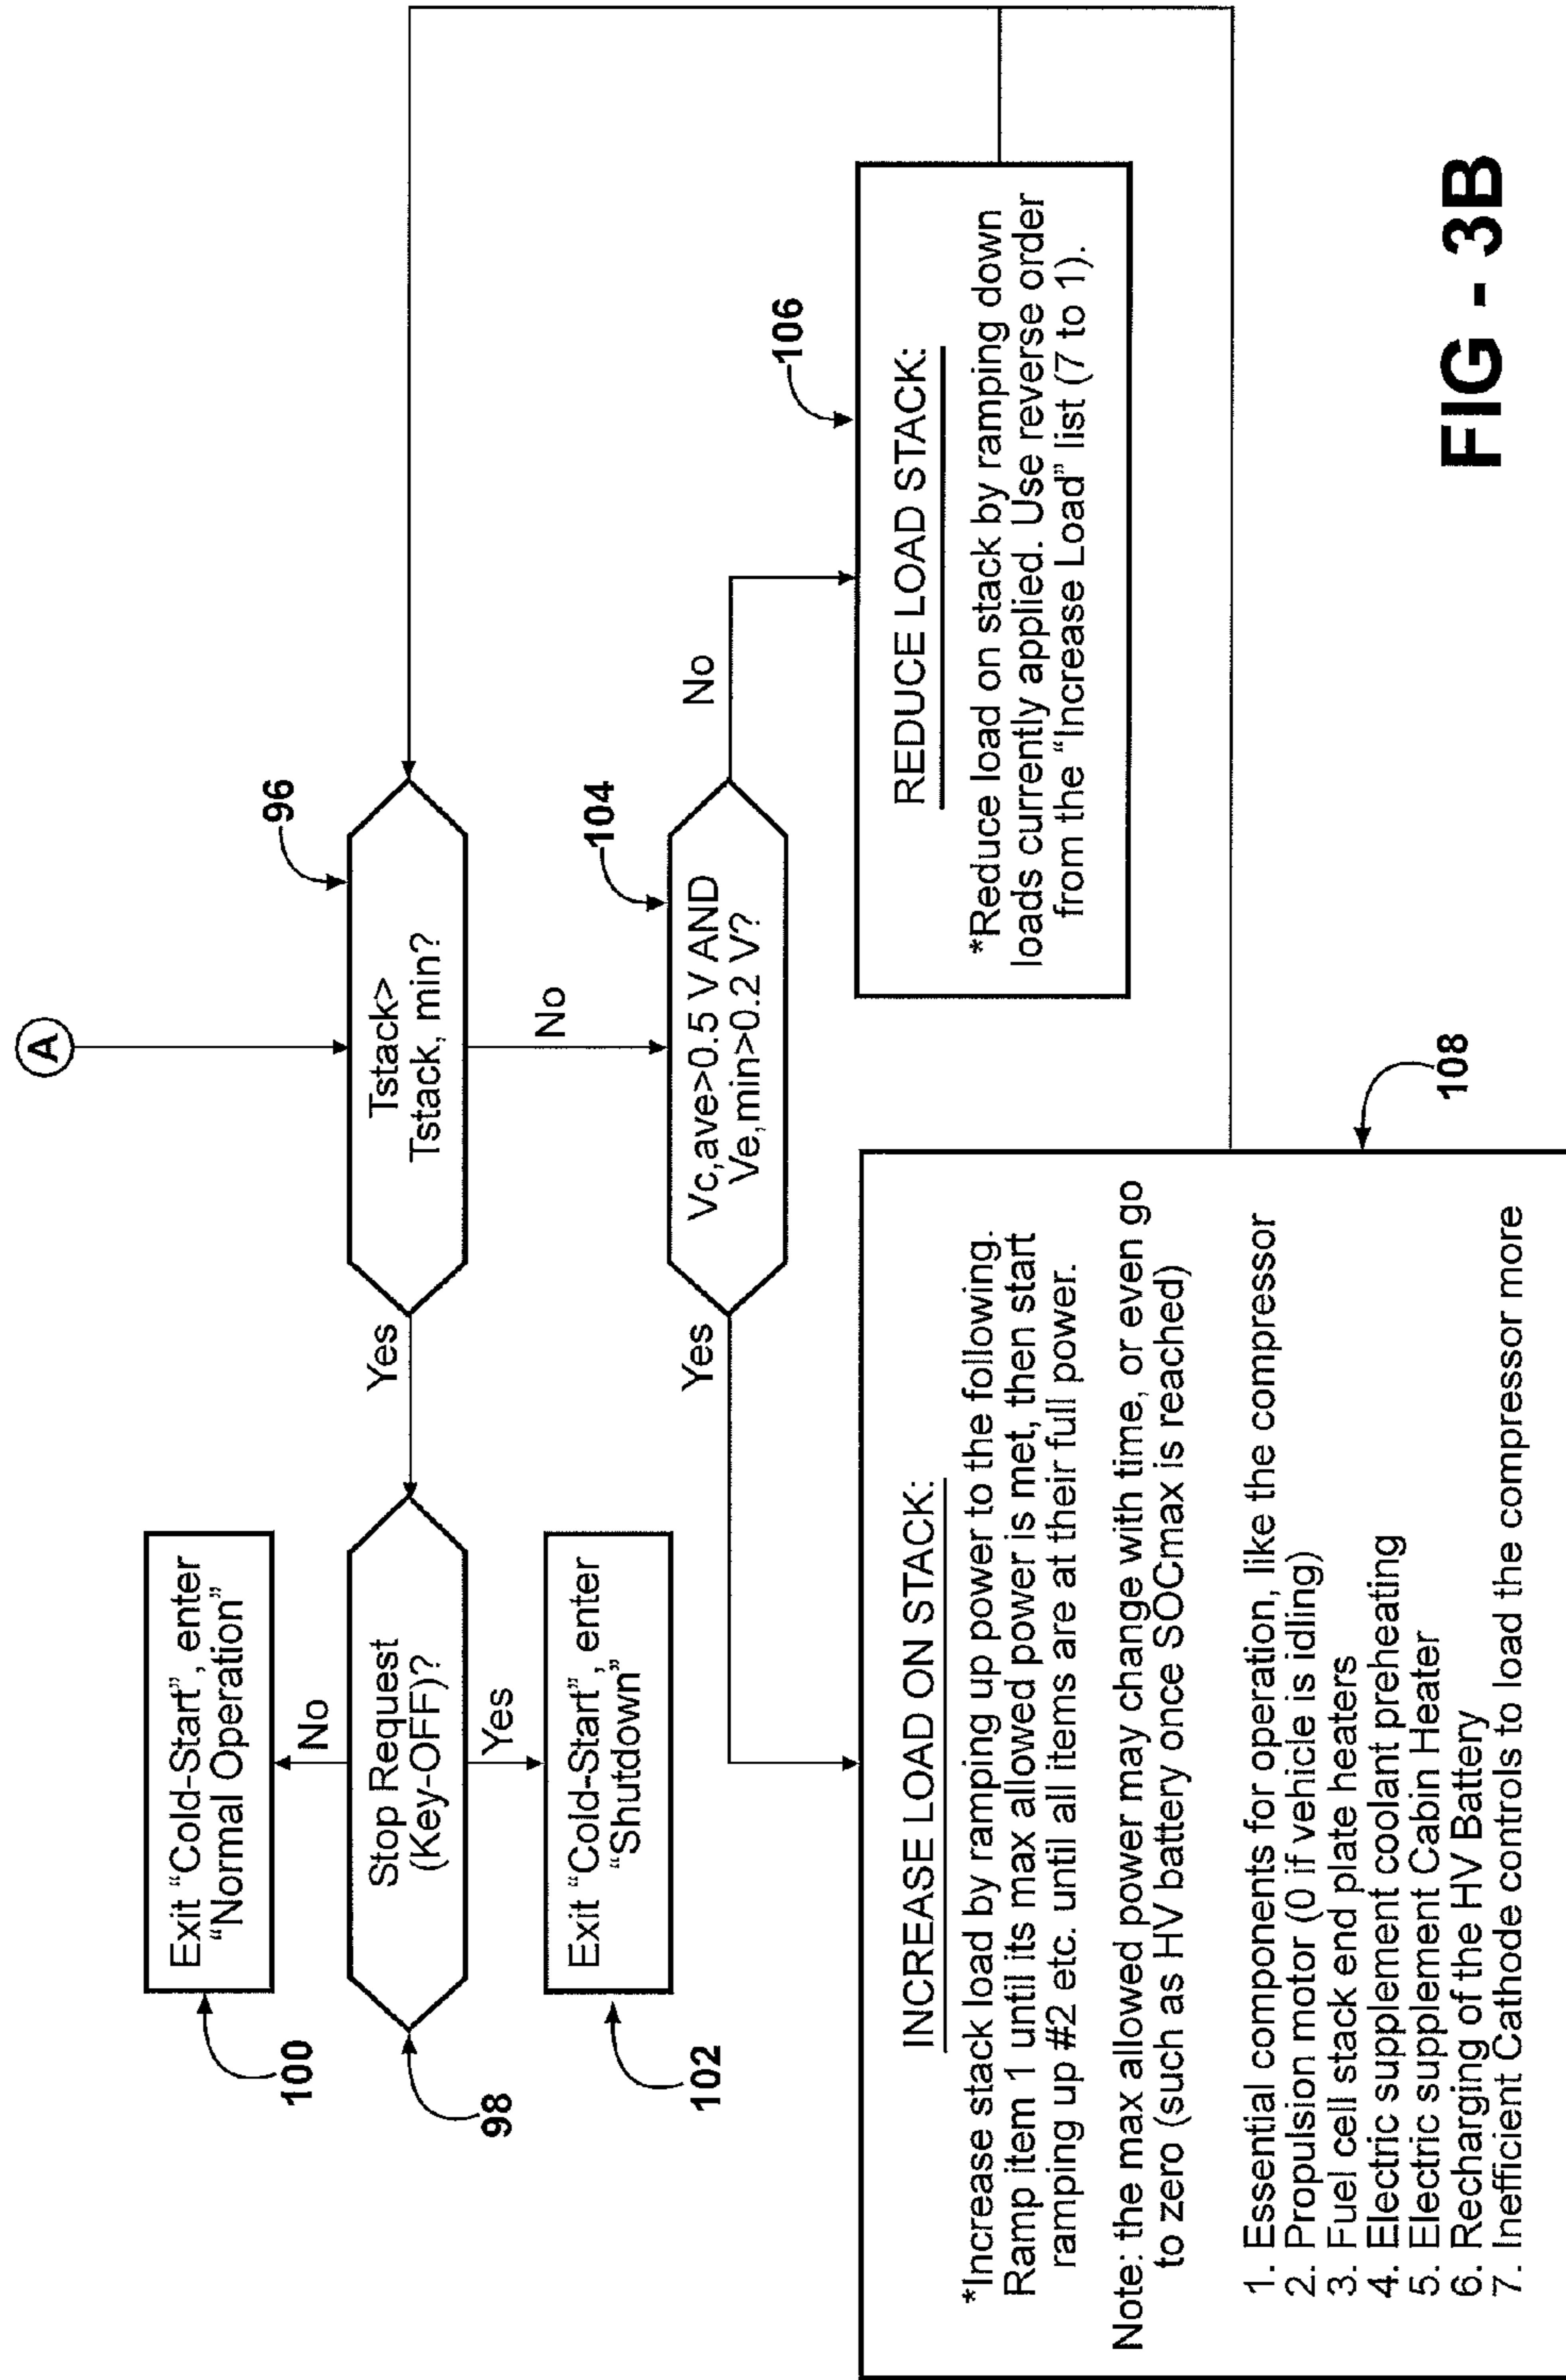 A
96
Tstack>
Tstack, min?
Yes
No
98
Stop Request
(Key-OFF)?
No
Yes
100
Exit “Cold-Start”, enter
“Normal Operation”
102
Exit “Cold-Start”, enter
“Shutdown”
104
Vc,ave>0.5 V AND
Ve,min>0.2 V?
Yes
No
106
REDUCE LOAD STACK:
*Reduce load on stack by ramping down
loads currently applied. Use reverse order
from the “Increase Load” list (7 to 1).
108
INCREASE LOAD ON STACK:
*Increase stack load by ramping up power to the following.
Ramp item 1 until its max allowed power is met, then start
ramping up #2 etc. until all items are at their full power.
Note: the max allowed power may change with time, or even go
to zero (such as HV battery once SOCmax is reached)
1. Essential components for operation, like the compressor
2. Propulsion motor (0 if vehicle is idling)
3. Fuel cell stack end plate heaters
4. Electric supplement coolant preheating
5. Electric supplement Cabin Heater
6. Recharging of the HV Battery
7. Inefficient Cathode controls to load the compressor more
FIG - 3B